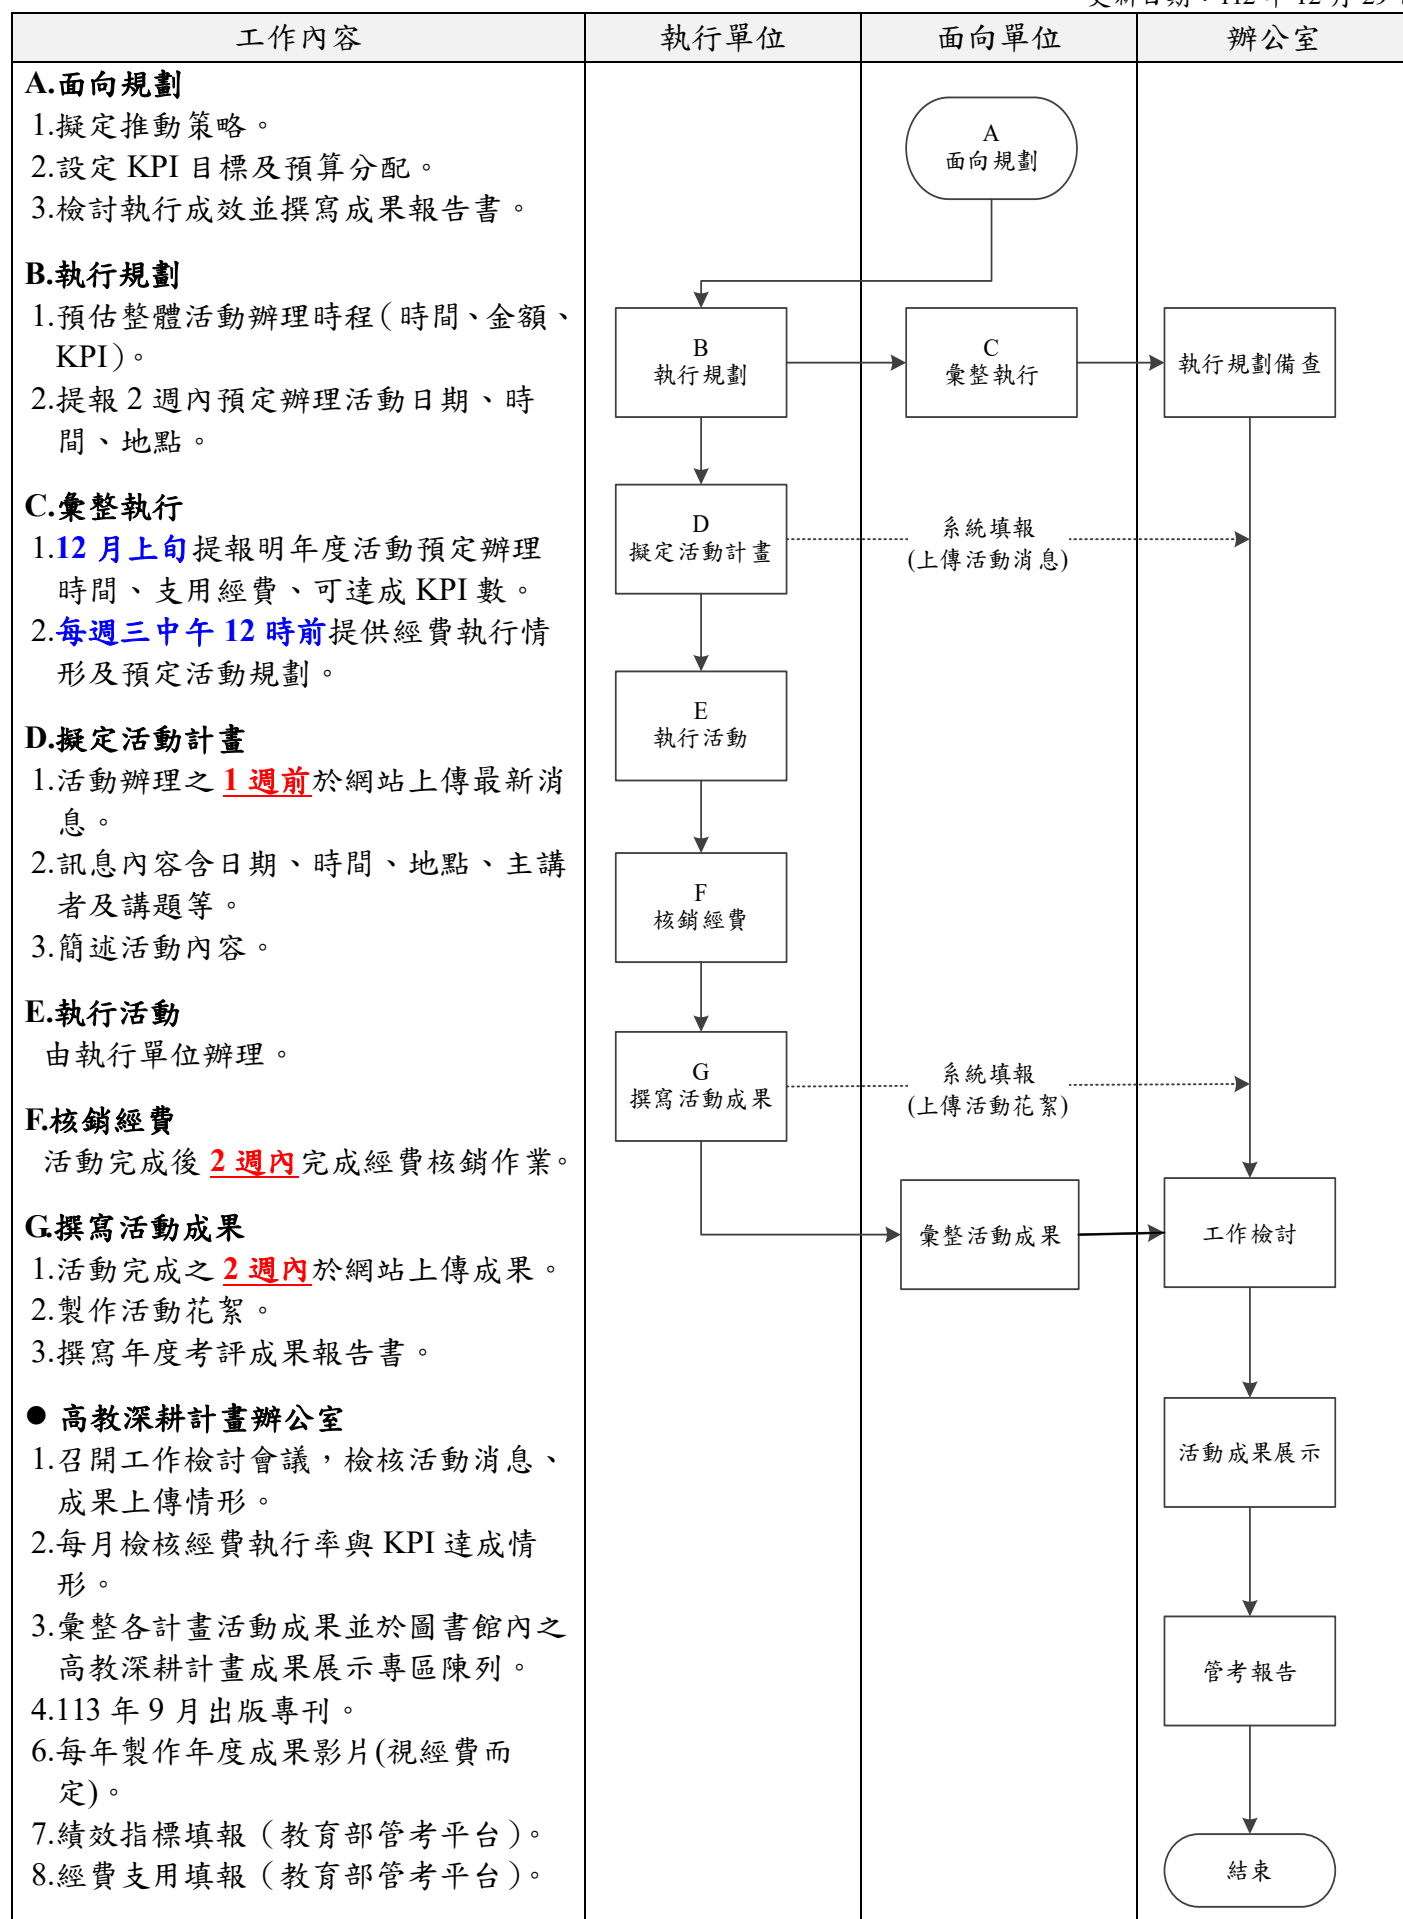 更新日期：112 年 12 月 29
工作內容
執行單位
面向單位
辦公室
A.面向規劃
1.擬定推動策略。
2.設定 KPI 目標及預算分配。
3.檢討執行成效並撰寫成果報告書。
B.執行規劃
1.預估整體活動辦理時程（時間、金額、
KPI）。
2.提報 2 週內預定辦理活動日期、時
間、地點。
C.彙整執行
1.12 月上旬提報明年度活動預定辦理
時間、支用經費、可達成 KPI 數。
2.每週三中午 12 時前提供經費執行情
形及預定活動規劃。
D.擬定活動計畫
1.活動辦理之 1 週前於網站上傳最新消
息。
2.訊息內容含日期、時間、地點、主講
者及講題等。
3.簡述活動內容。
E.執行活動
由執行單位辦理。
F.核銷經費
活動完成後 2 週內完成經費核銷作業。
G.撰寫活動成果
1.活動完成之 2 週內於網站上傳成果。
2.製作活動花絮。
3.撰寫年度考評成果報告書。
● 高教深耕計畫辦公室
1.召開工作檢討會議，檢核活動消息、
成果上傳情形。
2.每月檢核經費執行率與 KPI 達成情
形。
3.彙整各計畫活動成果並於圖書館內之
高教深耕計畫成果展示專區陳列。
4.113 年 9 月出版專刊。
6.每年製作年度成果影片(視經費而
定)。
7.績效指標填報（教育部管考平台）。
8.經費支用填報（教育部管考平台）。
A
面向規劃
B
執行規劃
C
彙整執行
執行規劃備查
D
擬定活動計畫
系統填報
(上傳活動消息)
E
執行活動
F
核銷經費
G
撰寫活動成果
系統填報
(上傳活動花絮)
彙整活動成果
工作檢討
活動成果展示
管考報告
結束